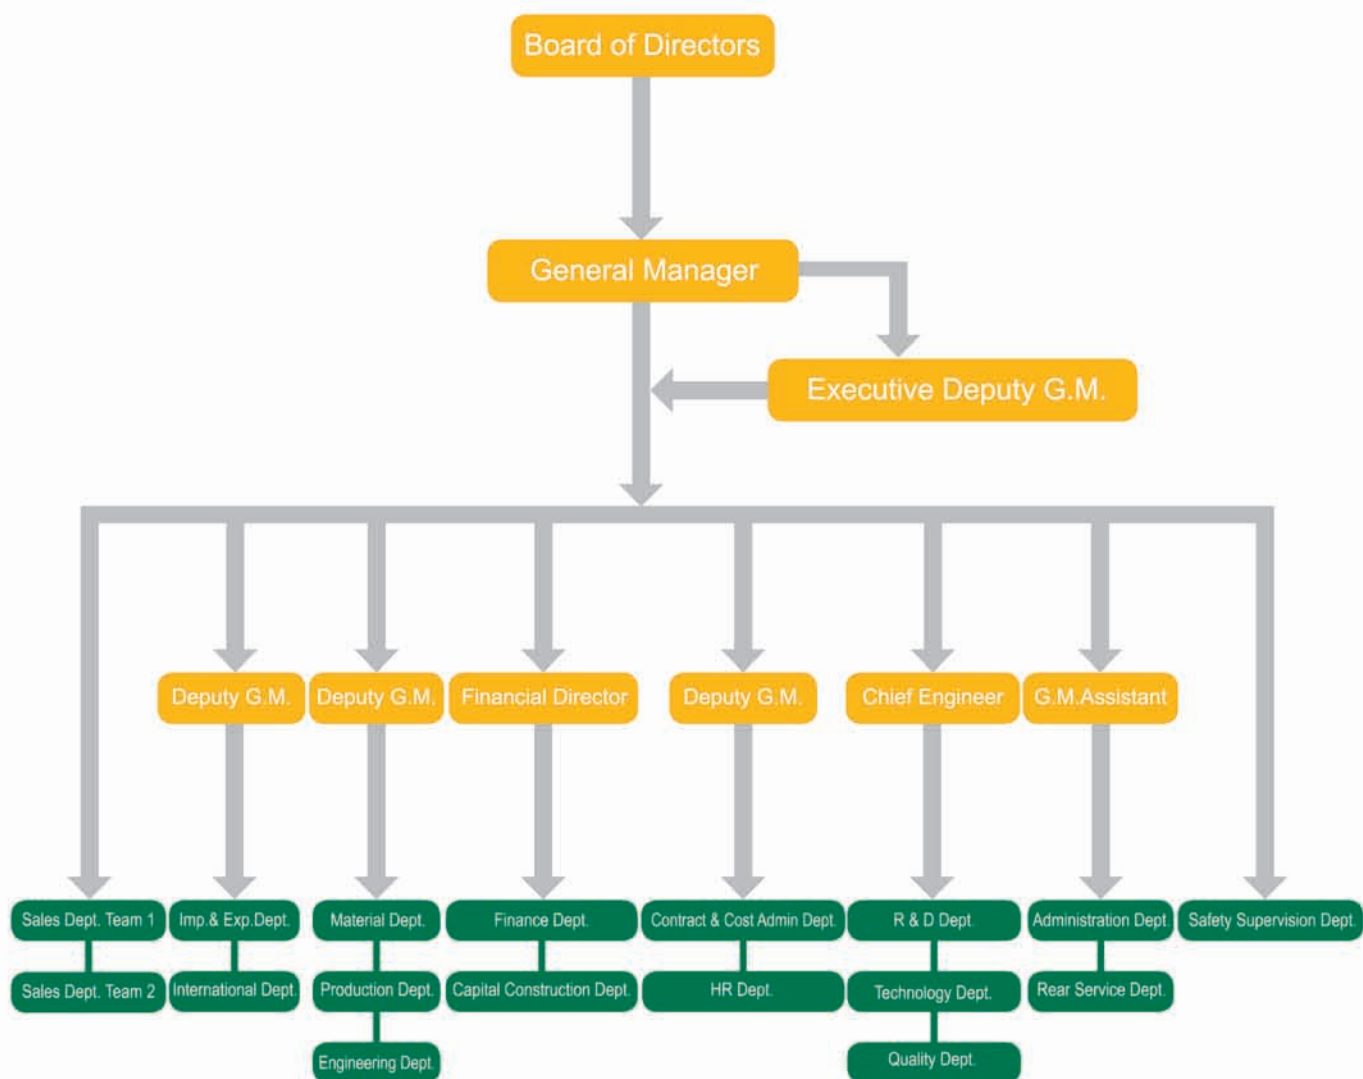 Board of Directors
General Manager
Executive Deputy G.M.
Deputy G.M.
Deputy G.M.
Financial Director
Deputy G.M.
Chief Engineer
G.M.Assistant
Sales Dept. Team 1
Imp.& Exp.Dept.
Material Dept.
Finance Dept.
Contract & Cost Admin Dept.
R & D Dept.
Administration Dept.
Safety Supervision Dept.
Sales Dept. Team 2
International Dept.
Production Dept.
Capital Construction Dept.
HR Dept.
Technology Dept.
Rear Service Dept.
Engineering Dept.
Quality Dept.